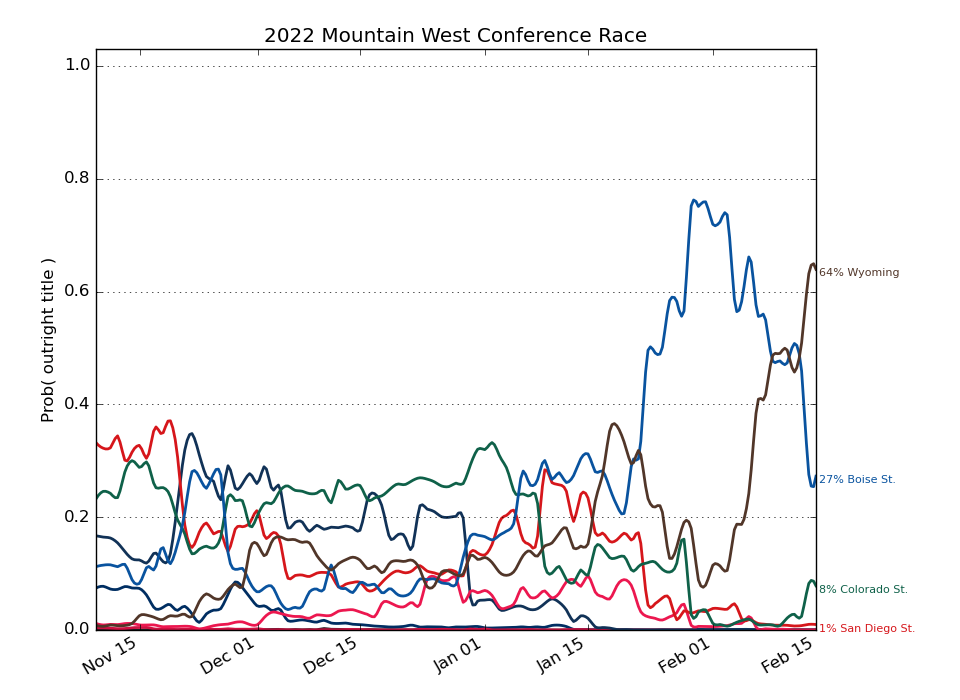 2022 Mountain West Conference Race
Prob( outright title )
1.0
0.8
0.6
0.4
0.2
0.0
64% Wyoming
27% Boise St.
8% Colorado St.
1% San Diego St.
Nov 15
Dec 01
Dec 15
Jan 01
Jan 15
Feb 01
Feb 15